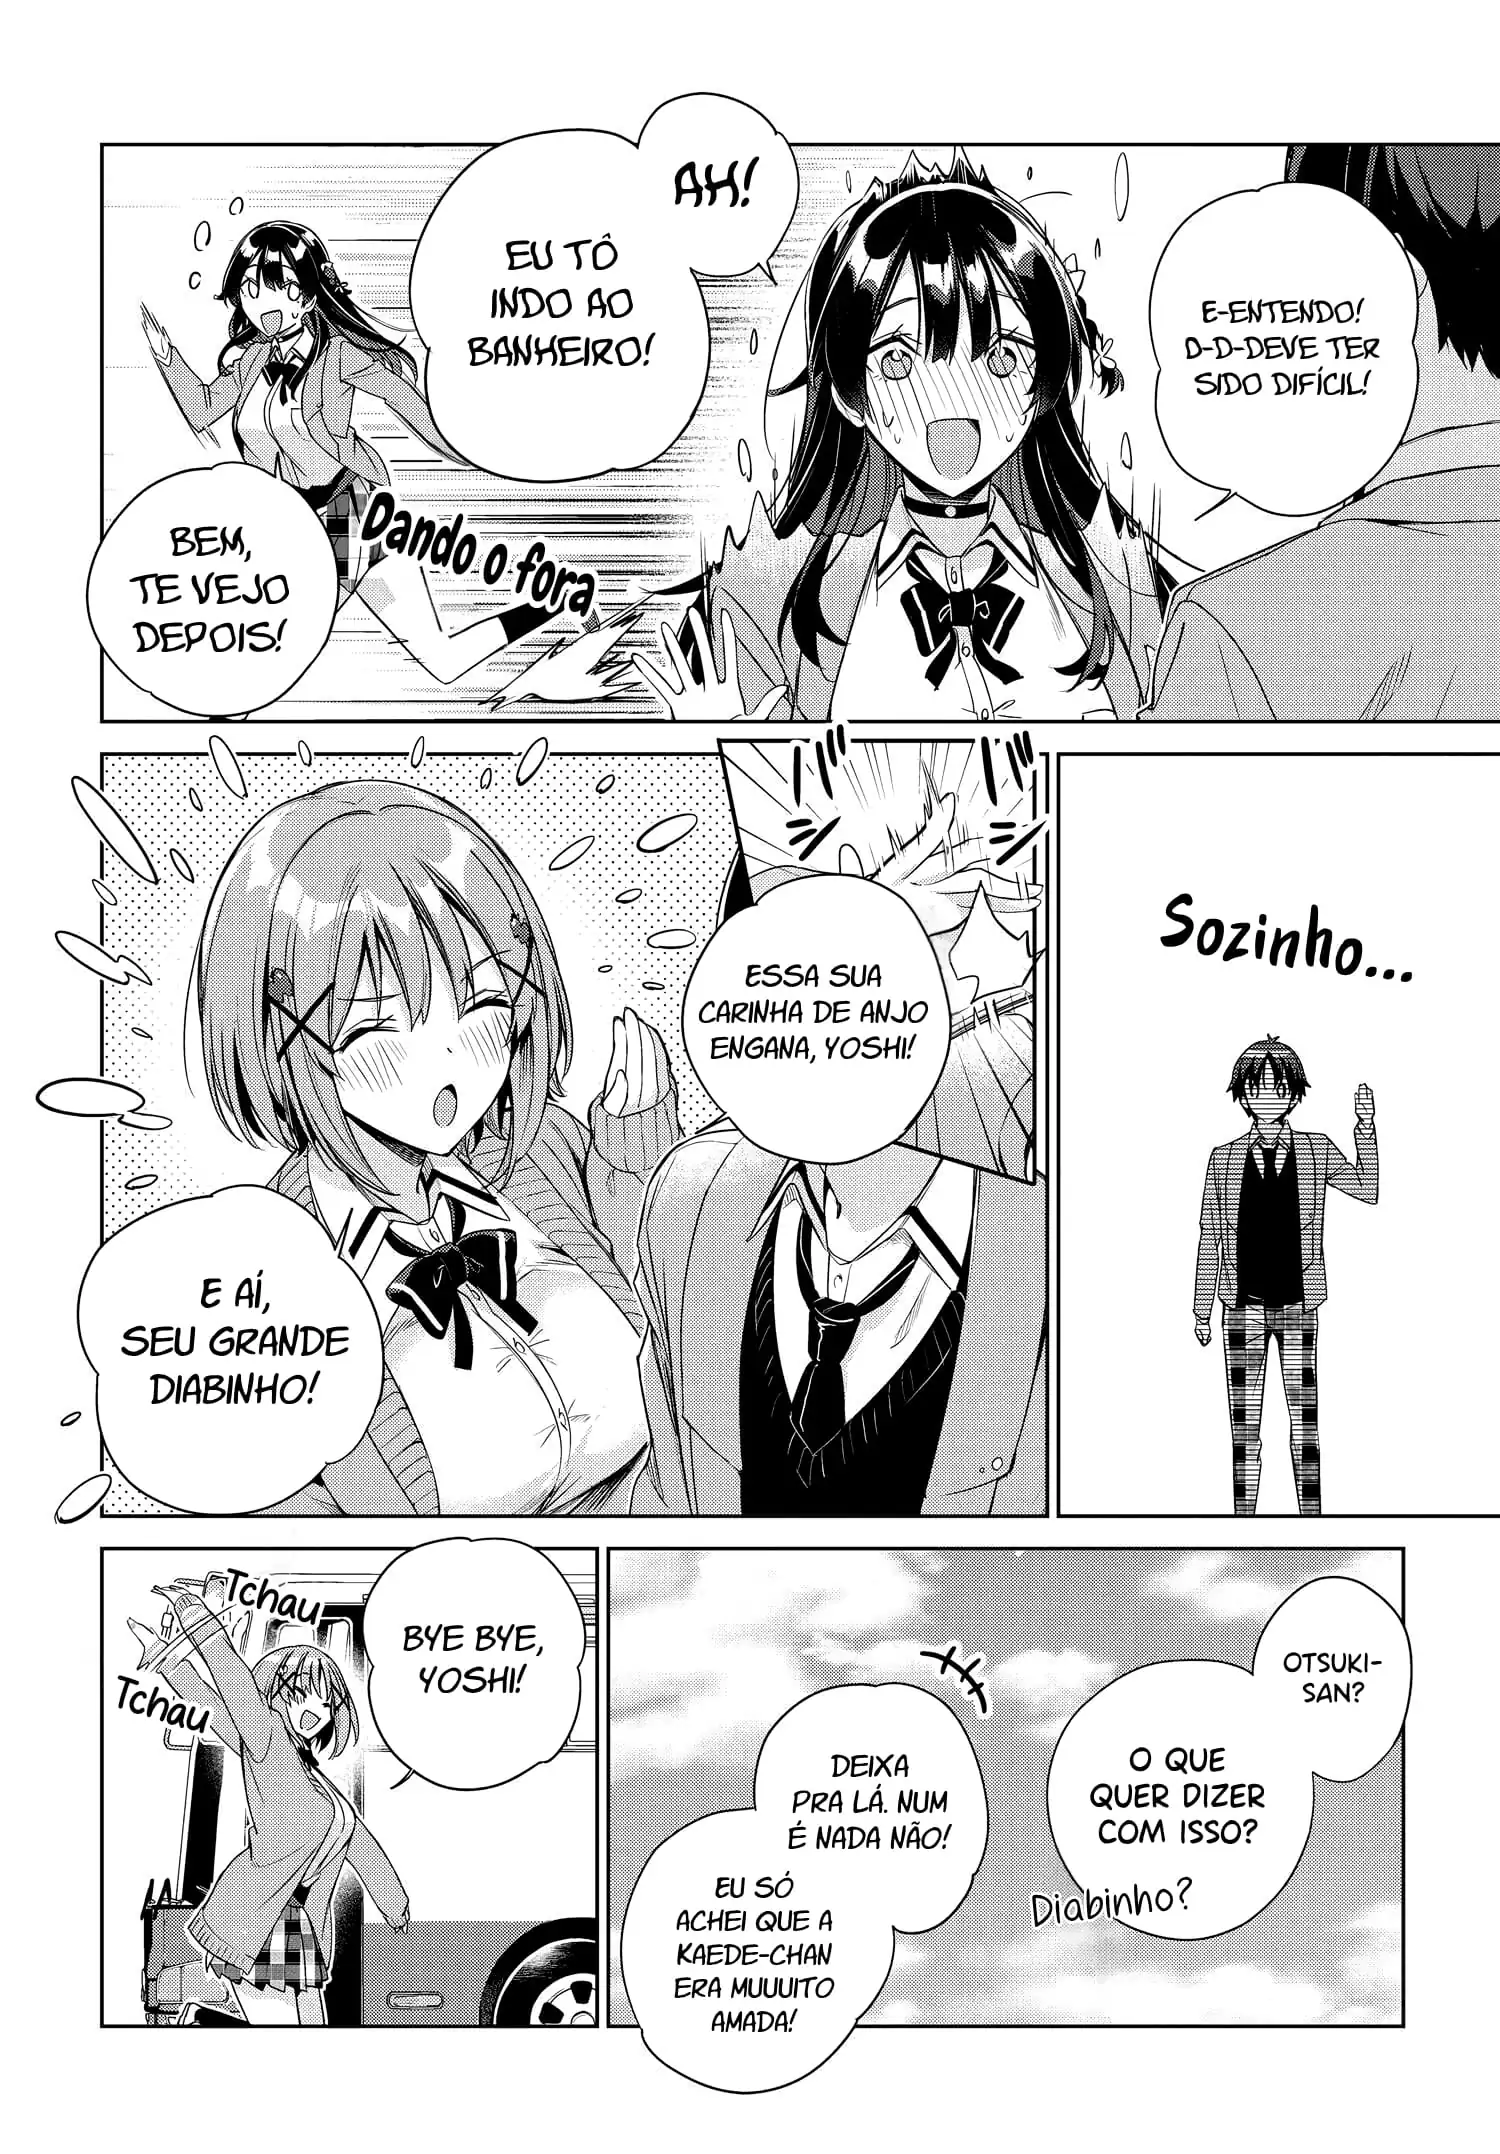 E-ENTENDO!
D-D-DEVE TER
SIDO DIFÍCIL!
AH!
EU TÔ
INDO AO
BANHEIRO!
Dando o fora
BEM,
TE VEJO
DEPOIS!
Sozinho...
ESSA SUA
CARINHA DE ANJO
ENGANA, YOSHI!
E AÍ,
SEU GRANDE
DIABINHO!
OTSUKI-
SAN?
O QUE
QUER DIZER
COM ISSO?
Diabinho?
DEIXA
PRA LÁ. NUM
É NADA NÃO!
EU SÓ
ACHEI QUE A
KAEDE-CHAN
ERA MUUUITO
AMADA!
BYE BYE,
YOSHI!
Tchau
Tchau